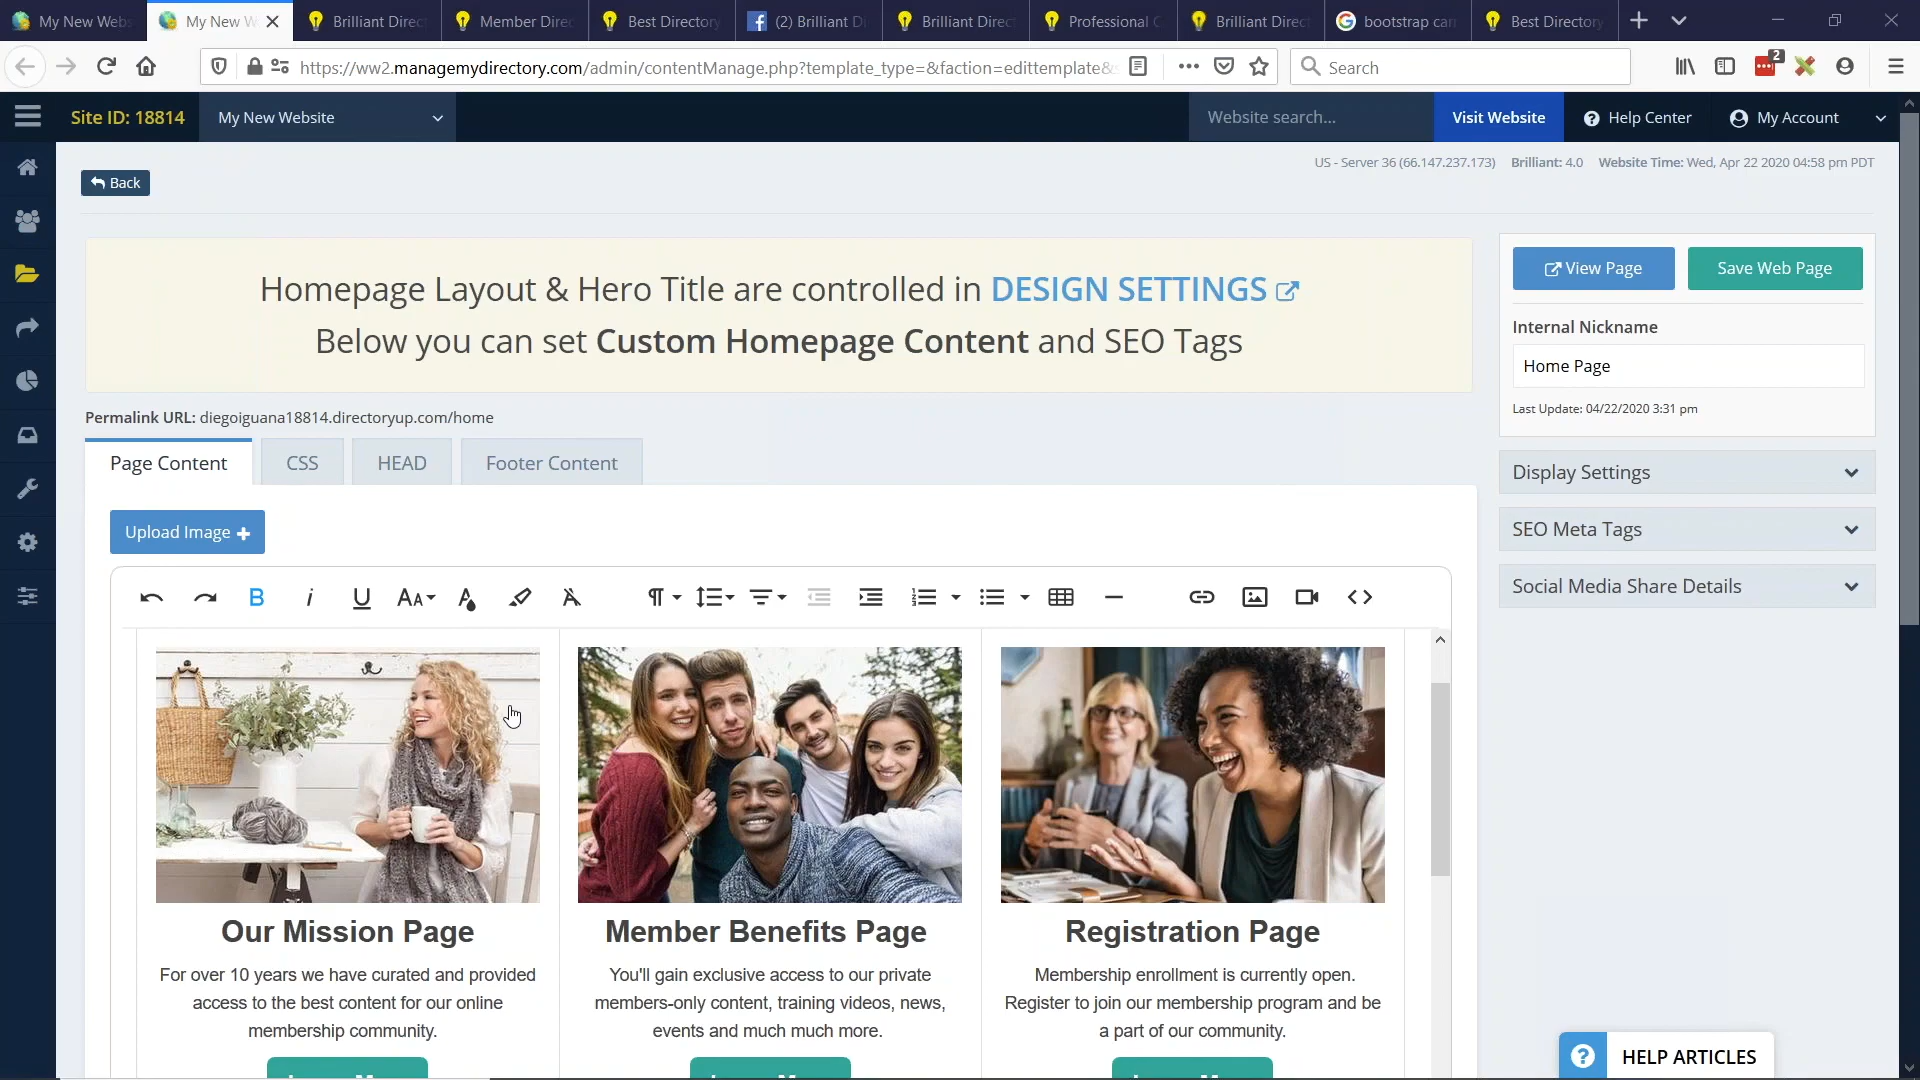 My New Webs
My New W
Brilliant Direc
Member Direc
Best Directory
(2) Brilliant Di
Brilliant Direc
Professional C
Brilliant Direc
bootstrap car
Best Directory
https://ww2.managemydirectory.com/admin/contentManage.php?template_type=&faction=edittemplate&
Search
2
Site ID: 18814
My New Website
Website search...
Visit Website
Help Center
My Account
US - Server 36 (66.147.237.173) Brilliant: 4.0 Website Time: Wed, Apr 22 2020 04:58 pm PDT
Back
Homepage Layout & Hero Title are controlled in DESIGN SETTINGS
Below you can set Custom Homepage Content and SEO Tags
View Page
Save Web Page
Internal Nickname
Home Page
Last Update: 04/22/2020 3:31 pm
Permalink URL: diegoiguana18814.directoryup.com/home
Page Content
CSS
HEAD
Footer Content
Display Settings
SEO Meta Tags
Social Media Share Details
Upload Image
Our Mission Page
For over 10 years we have curated and provided
access to the best content for our online
membership community.
Member Benefits Page
You'll gain exclusive access to our private
members-only content, training videos, news,
events and much much more.
Registration Page
Membership enrollment is currently open.
Register to join our membership program and be
a part of our community.
HELP ARTICLES